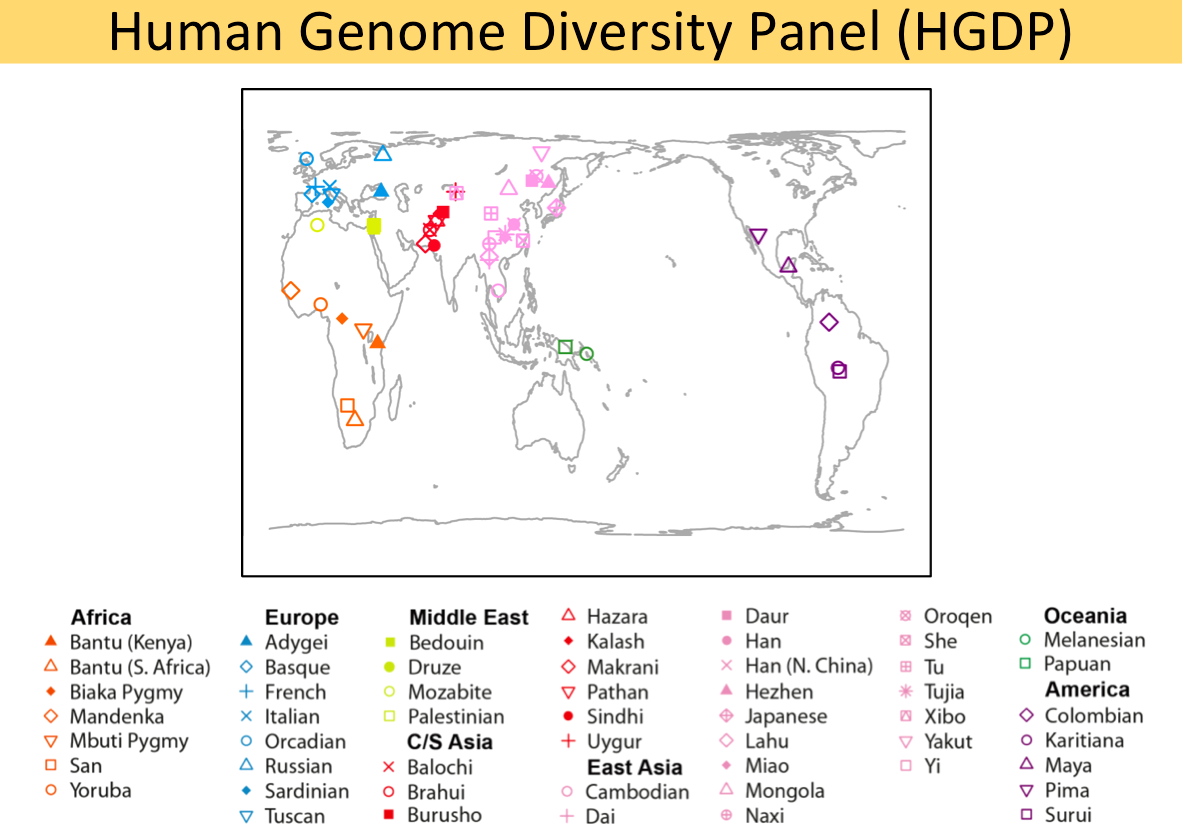 Human Genome Diversity Panel (HGDP)
Africa
Bantu (Kenya)
Bantu (S. Africa)
Biaka Pygmy
Mandenka
Mbuti Pygmy
San
Yoruba
Europe
Adygei
Basque
French
Italian
Orcadian
Russian
Sardinian
Tuscan
Middle East
Bedouin
Druze
Mozabite
Palestinian
C/S Asia
Balochi
Brahui
Burusho
Hazara
Kalash
Makrani
Pathan
Sindhi
Uygur
East Asia
Cambodian
Dai
Daur
Han
Han (N. China)
Hezhen
Japanese
Lahu
Miao
Mongola
Naxi
Oroqen
She
Tu
Tujia
Xibo
Yakut
Yi
Oceania
Melanesian
Papuan
America
Colombian
Karitiana
Maya
Pima
Surui